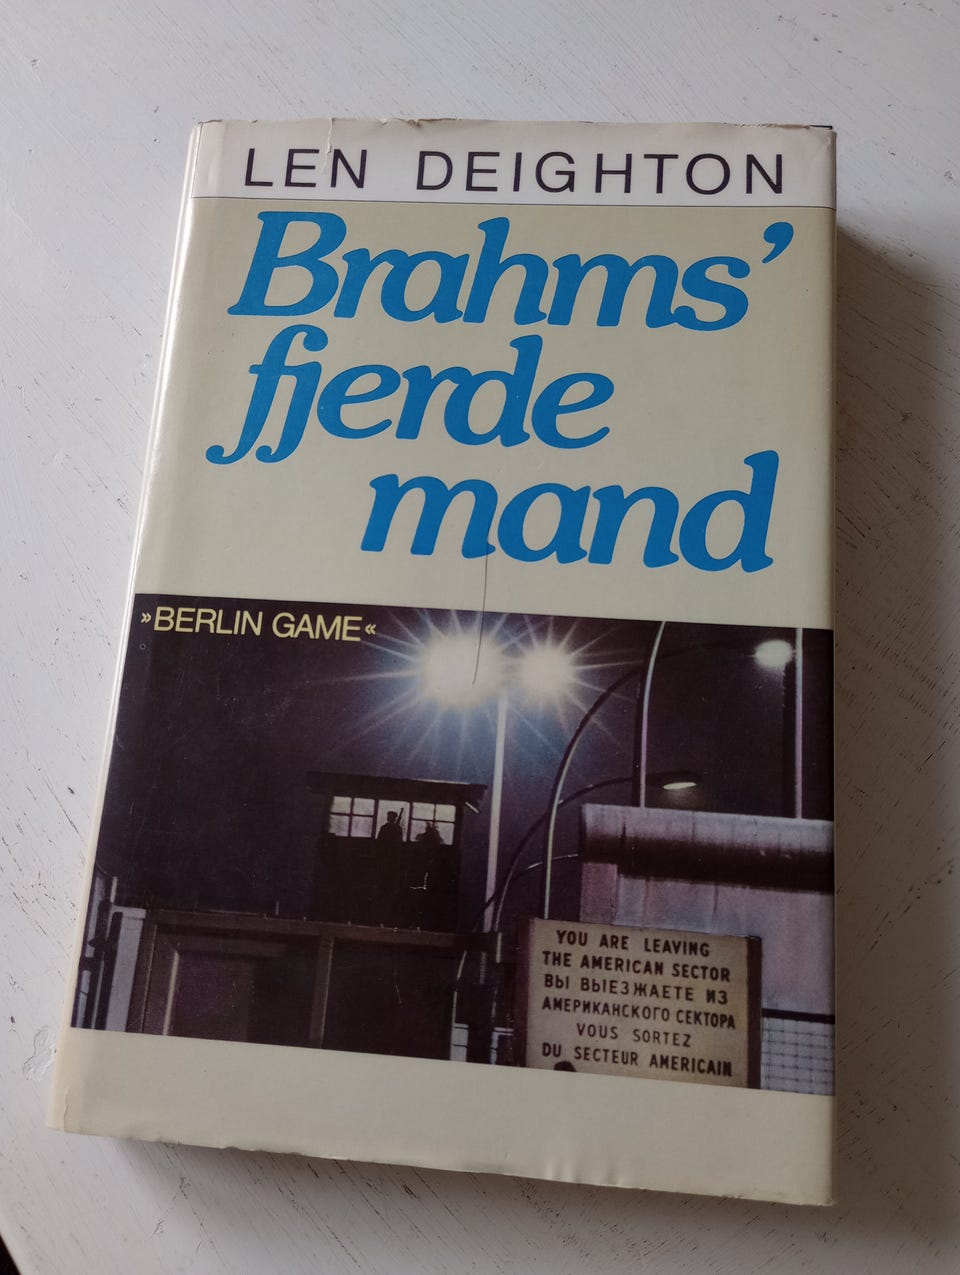 LEN DEIGHTON
Brahms'
fjerde
mand
»BERLIN GAME«
YOU ARE LEAVING
THE AMERICAN SECTOR
ВЫ ВЫЕЗЖАЕТЕ ИЗ
АМЕРИКАНСКОГО СЕКТОРА
VOUS SORTEZ
DU SECTEUR AMERICAIN